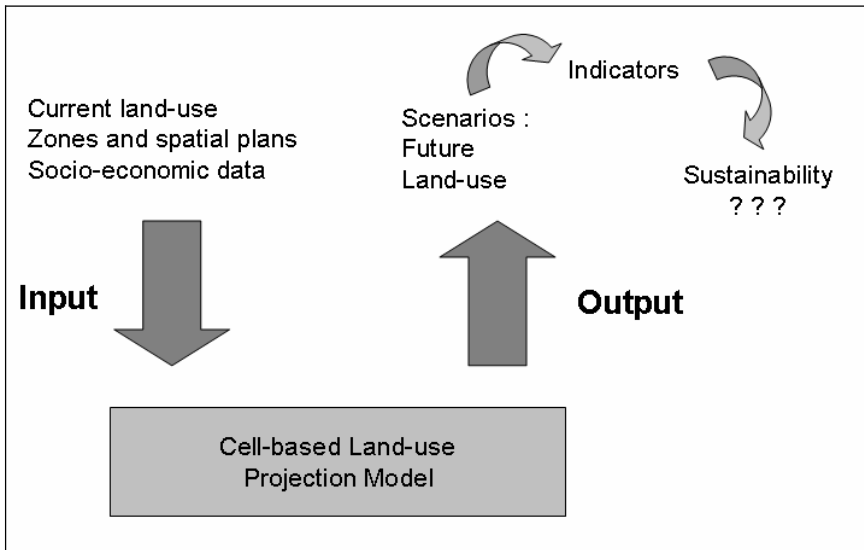 Current land-use
Zones and spatial plans
Socio-economic data
Input
Cell-based Land-use
Projection Model
Output
Scenarios :
Future
Land-use
Indicators
Sustainability
? ? ?